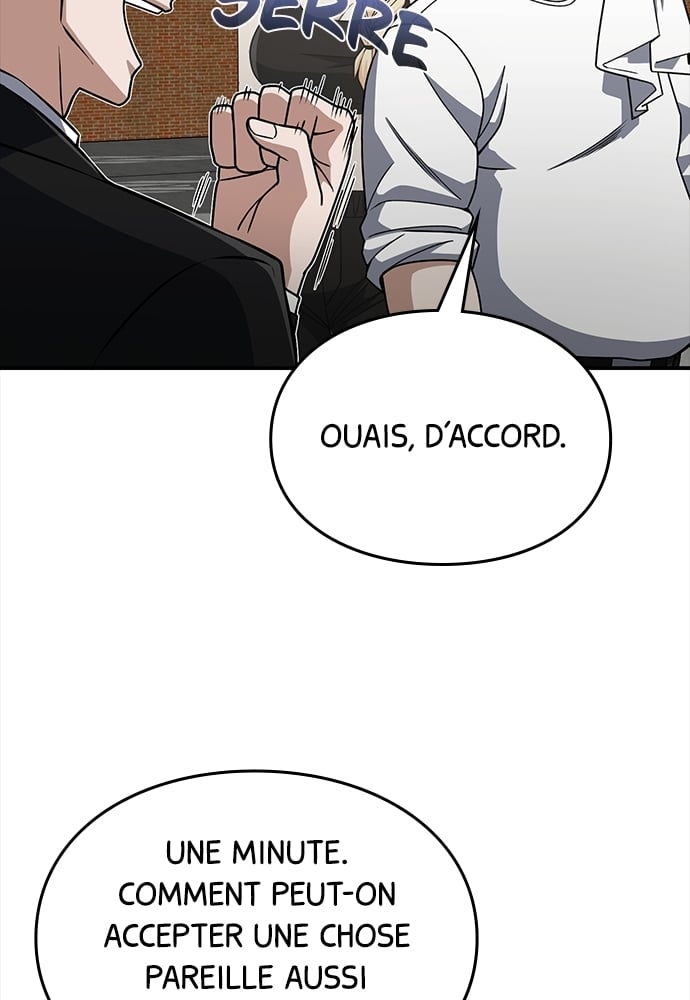 SERRE
OUAIS, D'ACCORD.
UNE MINUTE.
COMMENT PEUT-ON
ACCEPTER UNE CHOSE
PAREILLE AUSSI